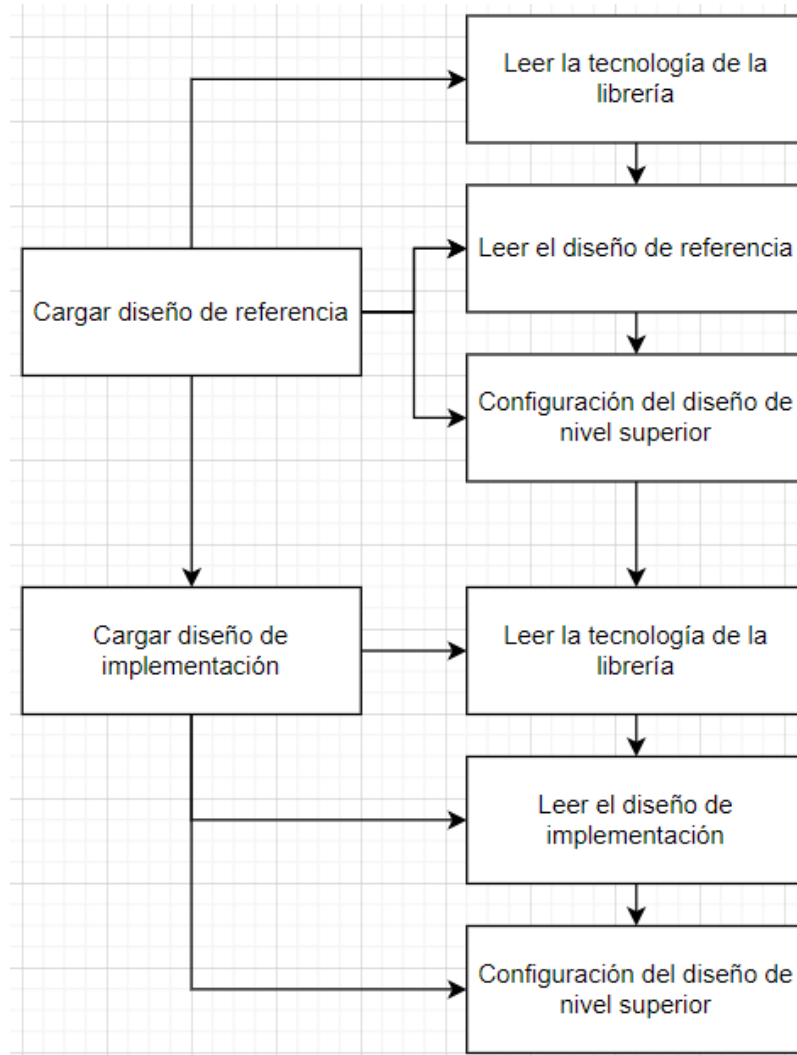 Leer la tecnología de la
librería
Leer el diseño de referencia
Cargar diseño de referencia
Configuración del diseño de
nivel superior
Cargar diseño de
implementación
Leer la tecnología de la
librería
Leer el diseño de
implementación
Configuración del diseño de
nivel superior